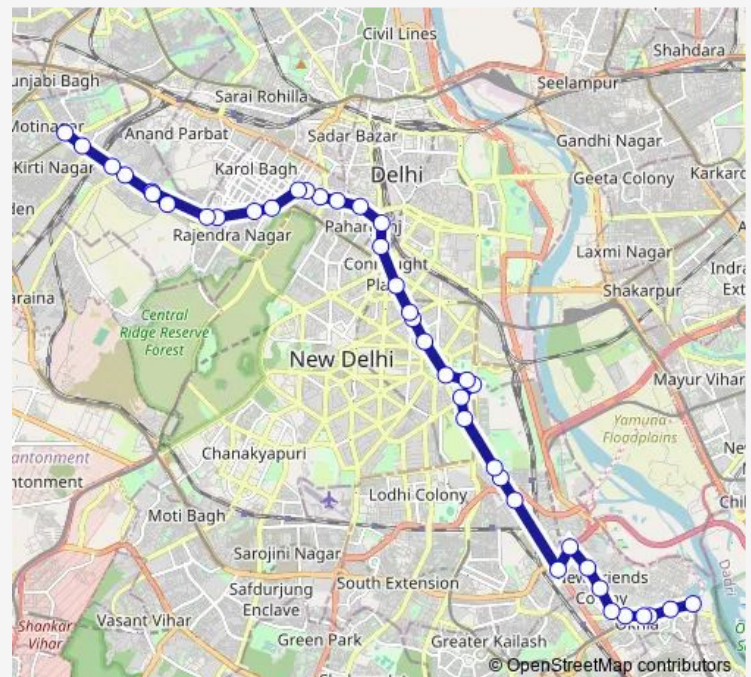 Civil Lines
Shahdara
unjabi Bagh
Seelampur
Sarai Rohilla
Motinagar
Anand Parbat
Sadar Bazar
Gandhi Nagar
Kirti Nagar
Karol Bagh
Delhi
Geeta Colony
Karkard
den
Rajendra Nagar
Laxmi Nagar
Indra
Ext
araina
Shakarpur
Central
Ridge Reserve
Forest
New Delhi
Mayur Vihar
Yamuna
Floodplains
Chanakyapuri
antonment
ntonment
Lodhi Colony
Moti Bagh
Sarojini Nagar
South Extension
Safdurjung
Enclave
Vasant Vihar
Shankar
Vihar
Green Park
Greater Kailash
Dadri
© OpenStreetMap contributors